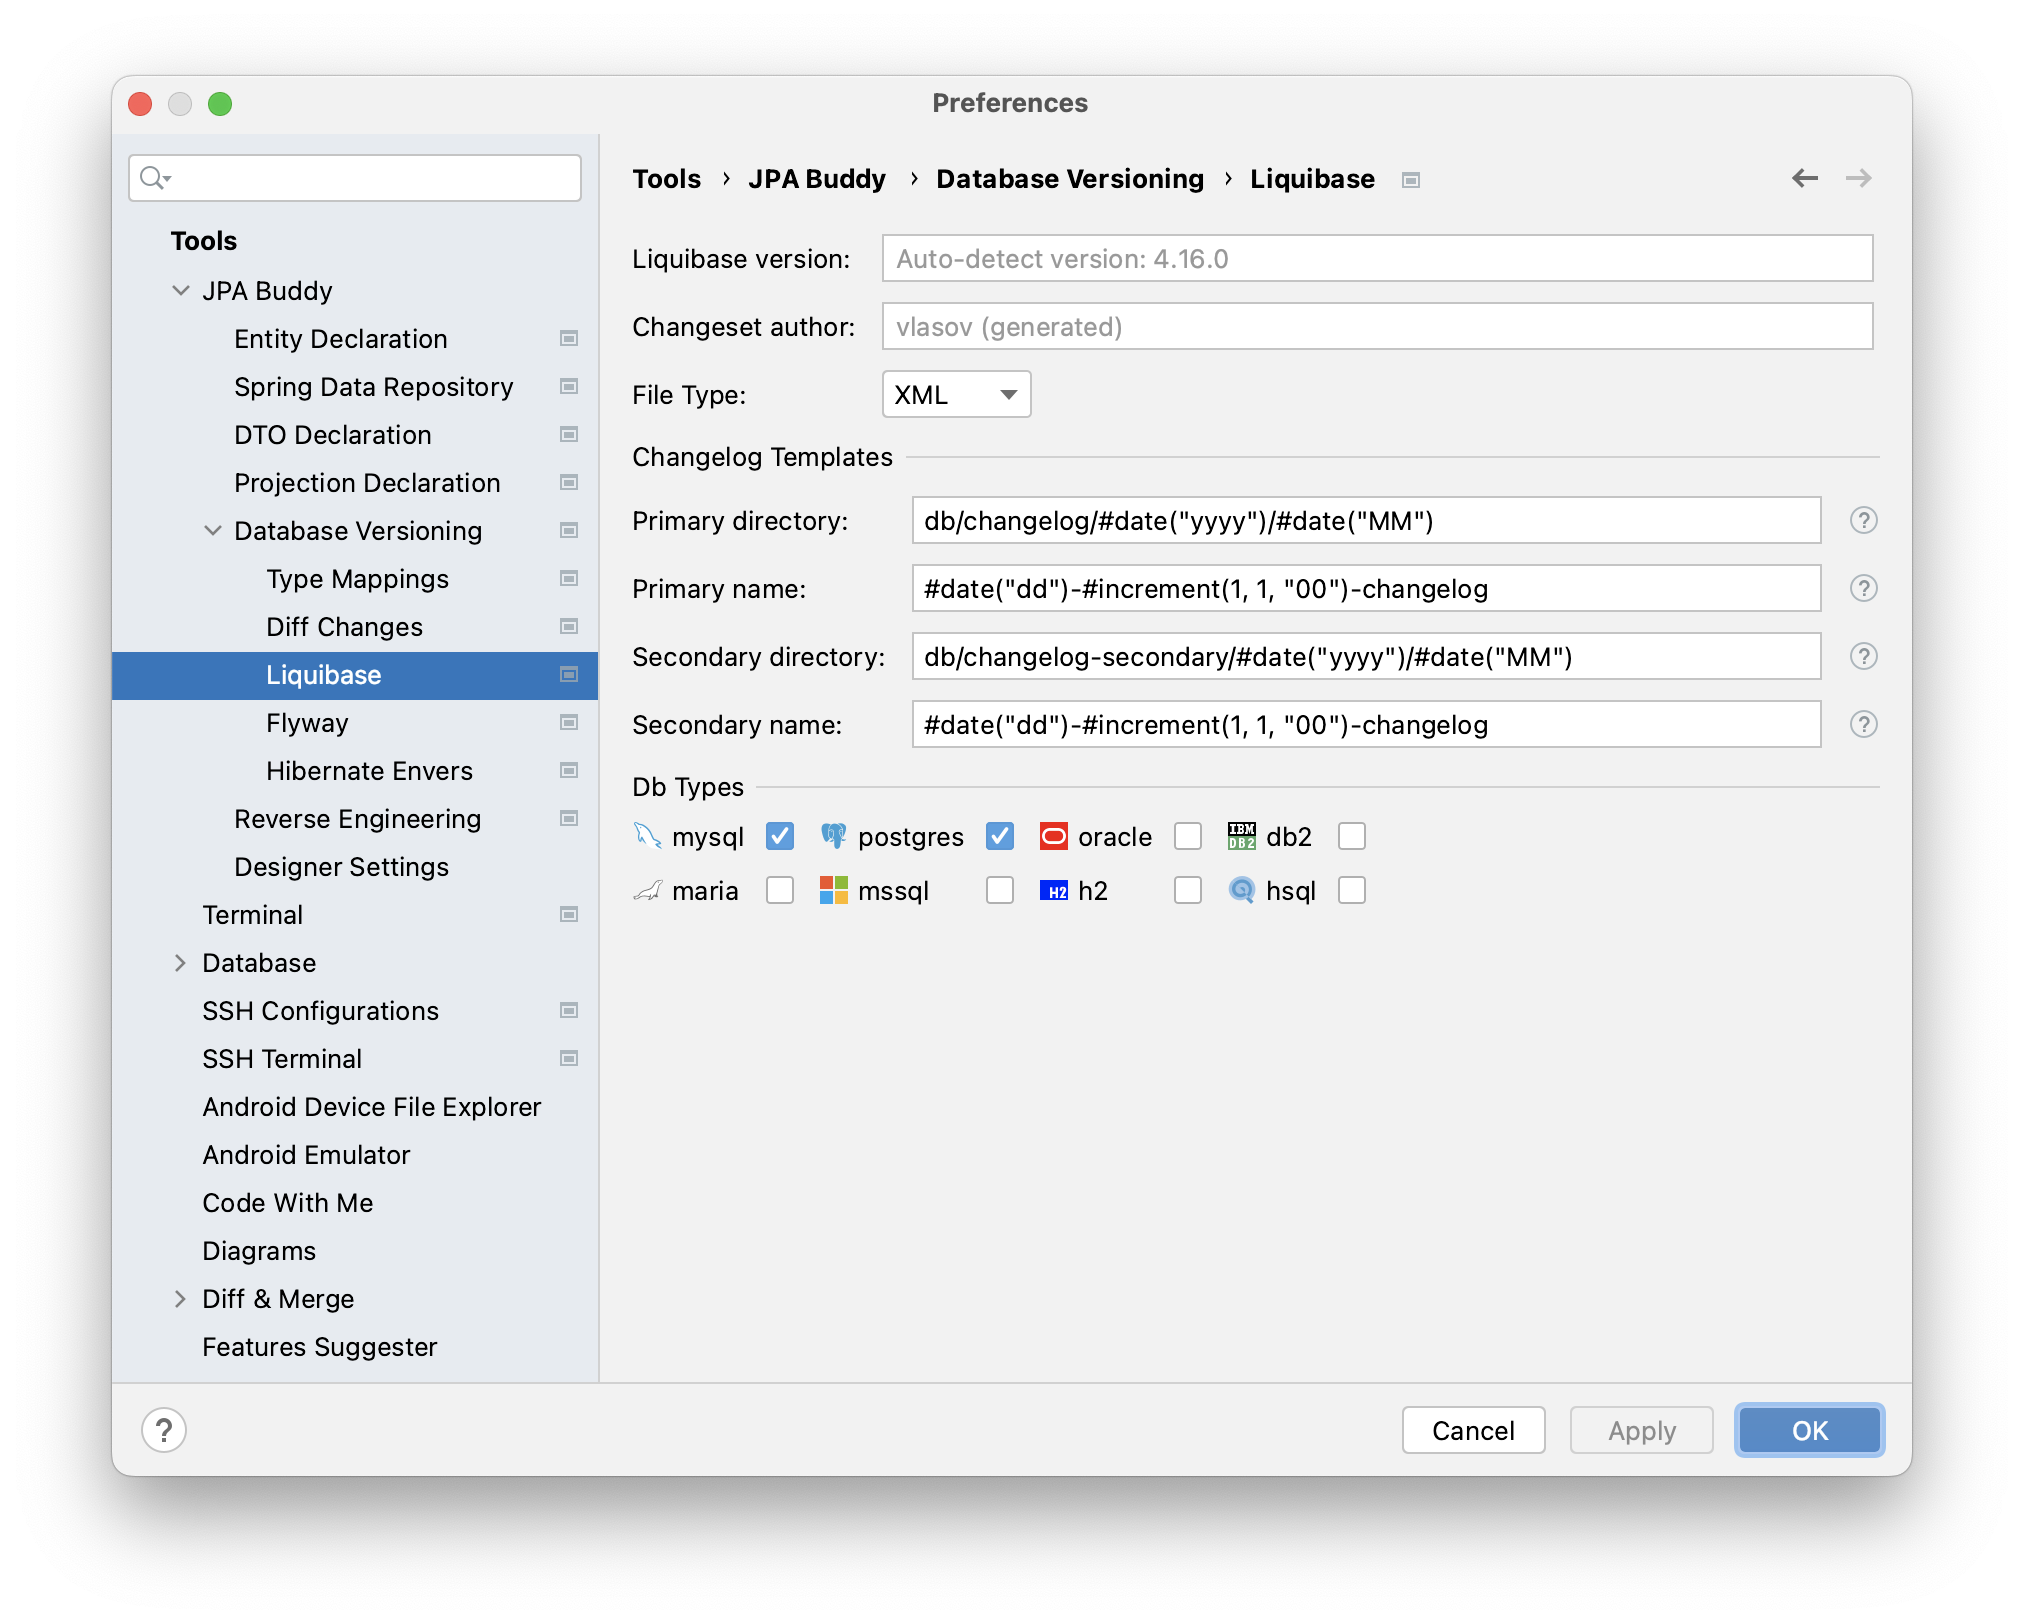 Preferences
Tools
JPA Buddy
Entity Declaration
Spring Data Repository
DTO Declaration
Projection Declaration
Database Versioning
Type Mappings
Diff Changes
Liquibase
Flyway
Hibernate Envers
Reverse Engineering
Designer Settings
Terminal
Database
SSH Configurations
SSH Terminal
Android Device File Explorer
Android Emulator
Code With Me
Diagrams
Diff & Merge
Features Suggester
Tools › JPA Buddy › Database Versioning › Liquibase
Liquibase version: Auto-detect version: 4.16.0
Changeset author: vlasov (generated)
File Type: XML
Changelog Templates
Primary directory: db/changelog/#date("yyyy")/#date("MM") ?
Primary name: #date("dd")-#increment(1, 1, "00")-changelog ?
Secondary directory: db/changelog-secondary/#date("yyyy")/#date("MM") ?
Secondary name: #date("dd")-#increment(1, 1, "00")-changelog ?
Db Types
mysql postgres oracle IBM DB2 db2
maria mssql H2 h2 hsql
? Cancel Apply OK